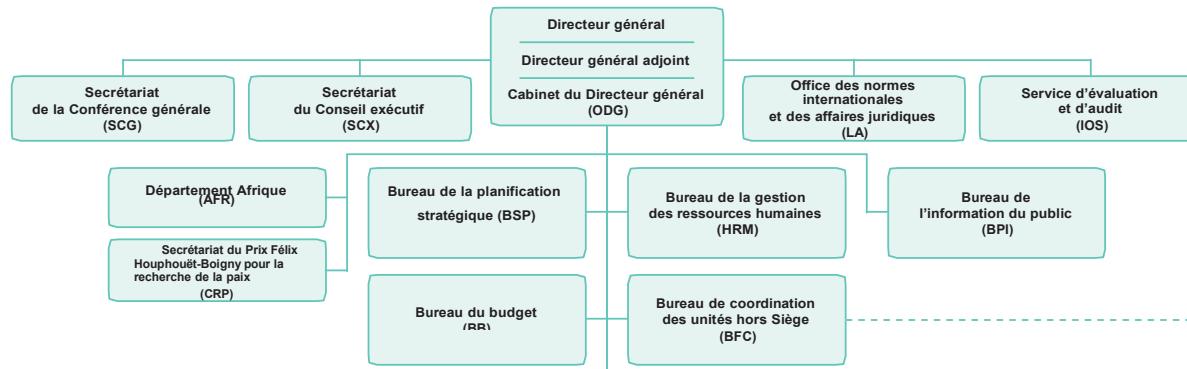 Directeur général
Directeur général adjoint
Cabinet du Directeur général
(ODG)
Secrétariat
de la Conférence générale
(SCG)
Secrétariat
du Conseil exécutif
(SCX)
Office des normes
internationales
et des affaires juridiques
(LA)
Service d’évaluation
et d’audit
(IOS)
Département Afrique
(AFR)
Bureau de la planification
stratégique (BSP)
Bureau de la gestion
des ressources humaines
(HRM)
Bureau de
l’information du public
(BPI)
Secrétariat du Prix Félix
Houphouët-Boigny pour la
recherche de la paix
(CRP)
Bureau du budget
(BB)
Bureau de coordination
des unités hors Siège
(BFC)